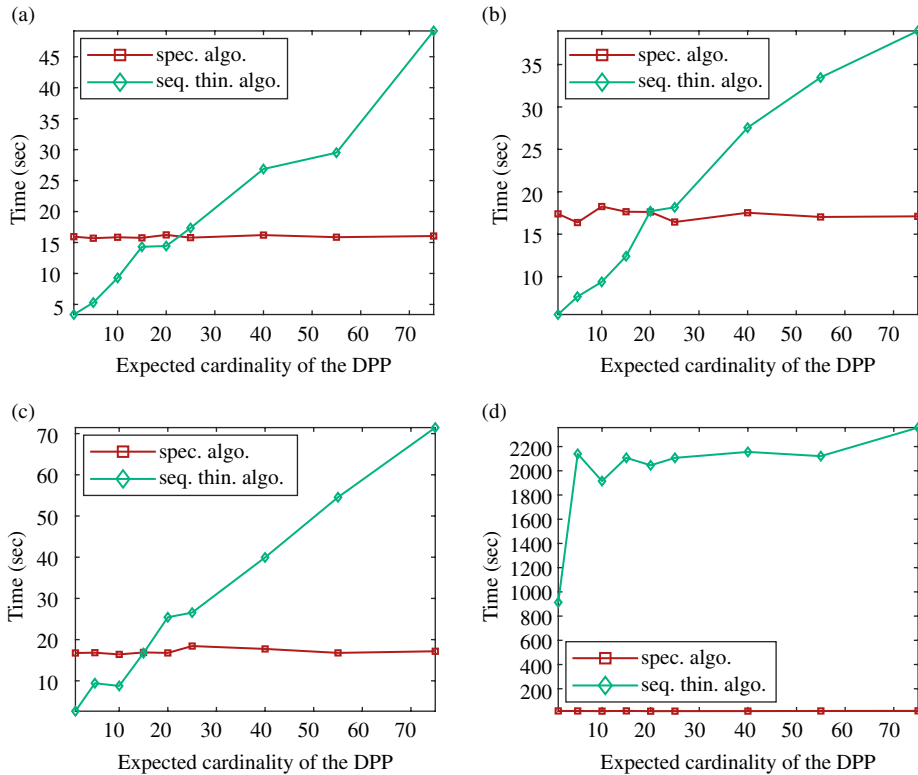 (a)
45
40
30
20
15
10
5
10 20 30 40 50 60 70
Time (sec)
Expected cardinality of the DPP
spec. algo.
seq. thin. algo.
(b)
35
30
20
15
10
10 20 30 40 50 60 70
Time (sec)
Expected cardinality of the DPP
spec. algo.
seq. thin. algo.
(c)
70
60
50
40
30
20
10
10 20 30 40 50 60 70
Time (sec)
Expected cardinality of the DPP
spec. algo.
seq. thin. algo.
(d)
2200
2000
1800
1600
1400
1200
1000
800
600
400
200
10 20 30 40 50 60 70
Time (sec)
Expected cardinality of the DPP
spec. algo.
seq. thin. algo.